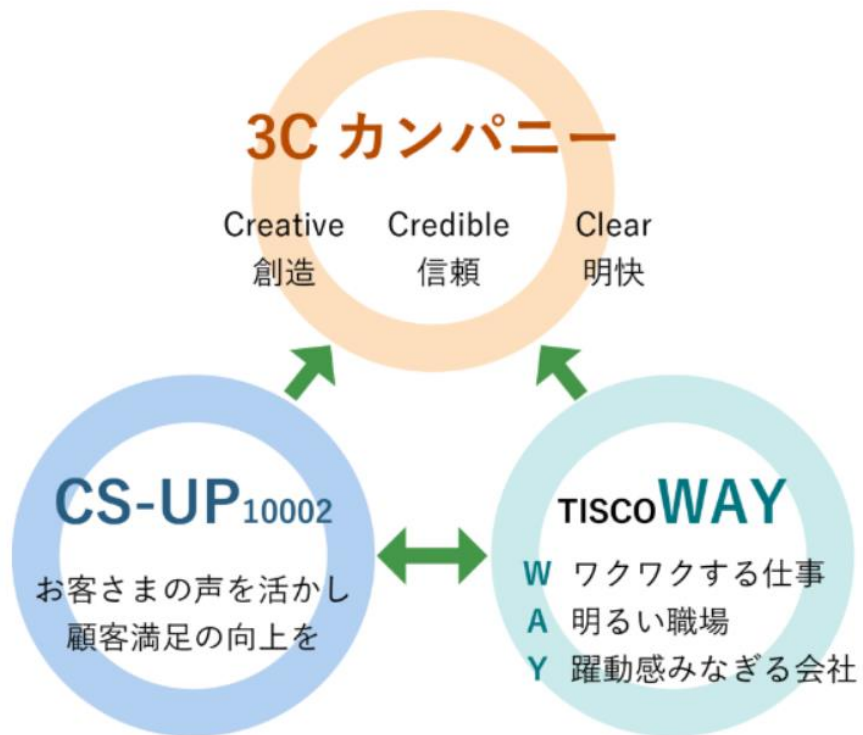 3C カンパニー
Creative Credible Clear
創造 信頼 明快
CS-UP10002
お客さまの声を活かし
顧客満足の向上を
TISCOWAY
W ワクワクする仕事
A 明るい職場
Y 躍動感みなぎる会社